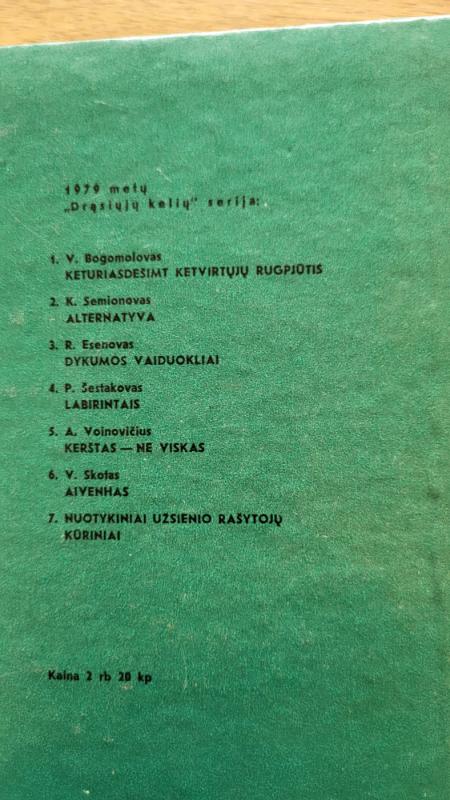 1979 metų
„Drąsiųjų kelių" serija:
1. V. Bogomolovas
KETURIASDEŠIMT KETVIRTŲJŲ RUGPJŪTIS
2. K. Semionovas
ALTERNATYVA
3. R. Esenovas
DYKUMOS VAIDUOKLIAI
4. P. Šestakovas
LABIRINTAIS
5. A. Voinovičius
KERŠTAS — NE VISKAS
6. V. Skotas
AIVENHAS
7. NUOTYKINIAI UŽSIENIO RAŠYTOJŲ
KŪRINIAI
Kaina 2 rb 20 kp